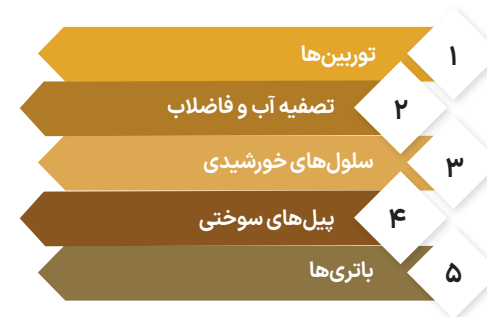 ۱ توربین‌ها
۲ تصفیه آب و فاضلاب
۳ سلول‌های خورشیدی
۴ پیل‌های سوختی
۵ باتری‌ها